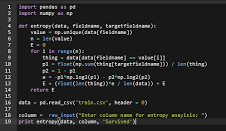 import pandas as pd
import numpy as np
def entropy(data, fieldname, targetfieldname):
value = np.unique(data[fieldname])
n = len(value)
E = 0
for i in range(n):
thing = data[data[fieldname] == value[i]]
p1 = float(np.sum(thing[targetfieldname])) / len(thing)
p2 = 1 - p1
e = -p1*np.log2(p1) - p2*np.log2(p2)
E = (float(len(thing))*e / len(data)) + E
return E
data = pd.read_csv("train.csv", header = 0)
column = raw_input("Enter column name for entropy anaylsis: ")
print entropy(data, column, "Survived")